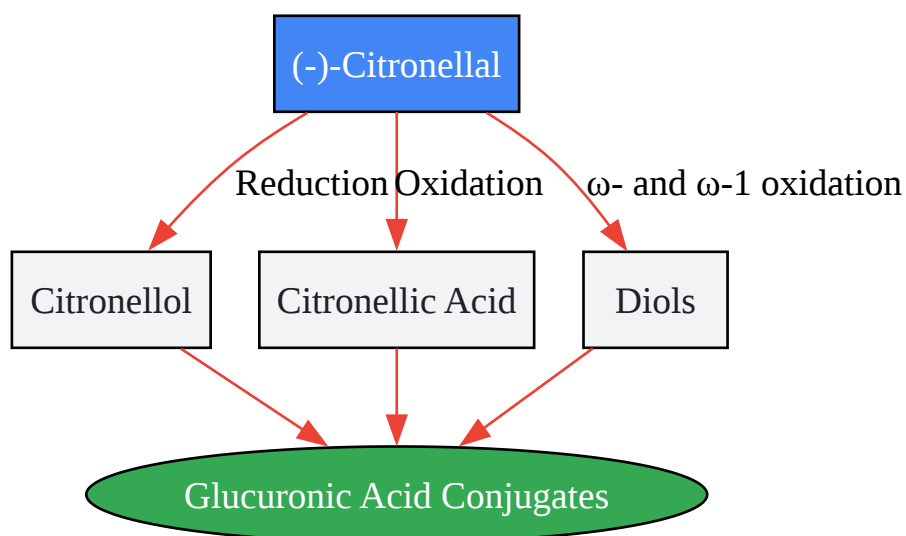 (-)-Citronellal
Reduction
Oxidation
ω- and ω-1 oxidation
Citronellol
Citronellic Acid
Diols
Glucuronic Acid Conjugates